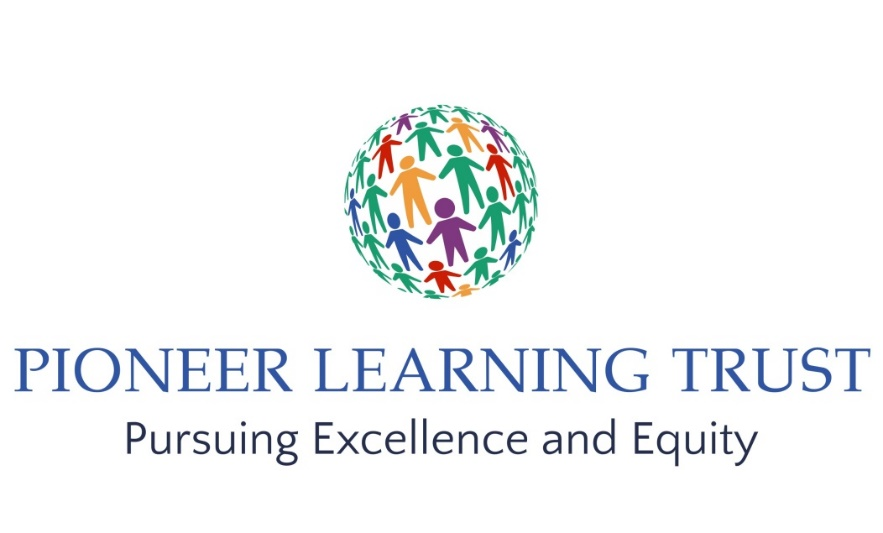 PIONEER LEARNING TRUST
Pursuing Excellence and Equity